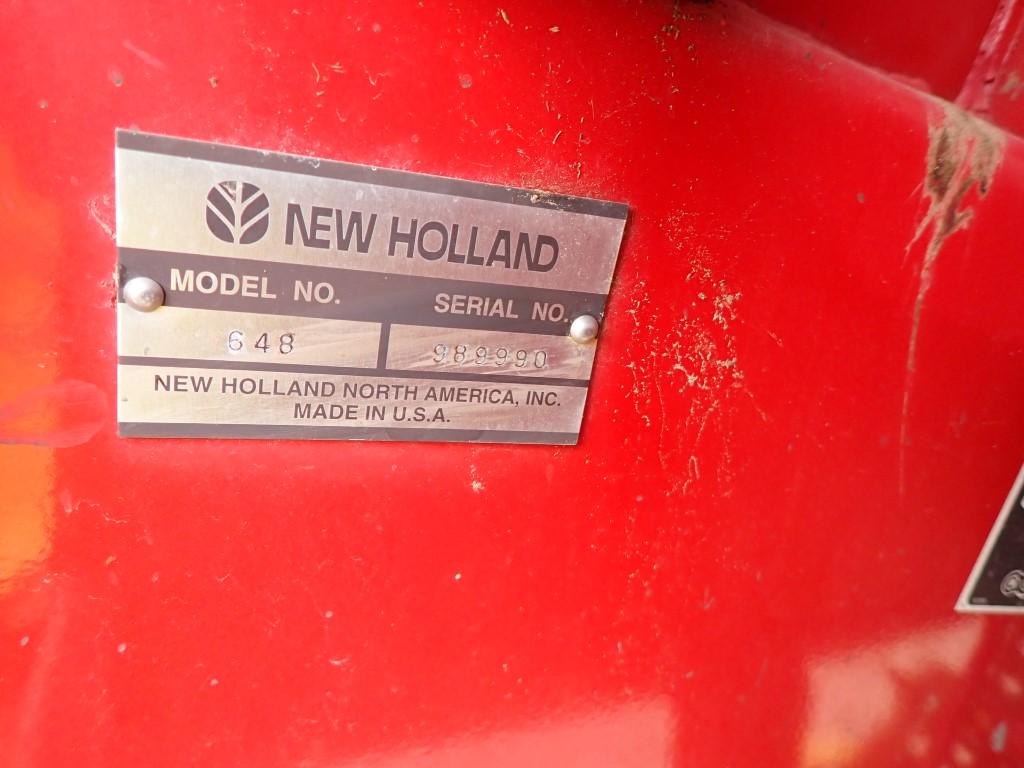 NEW HOLLAND
MODEL NO. SERIAL NO.
648 989990
NEW HOLLAND NORTH AMERICA, INC.
MADE IN U.S.A.